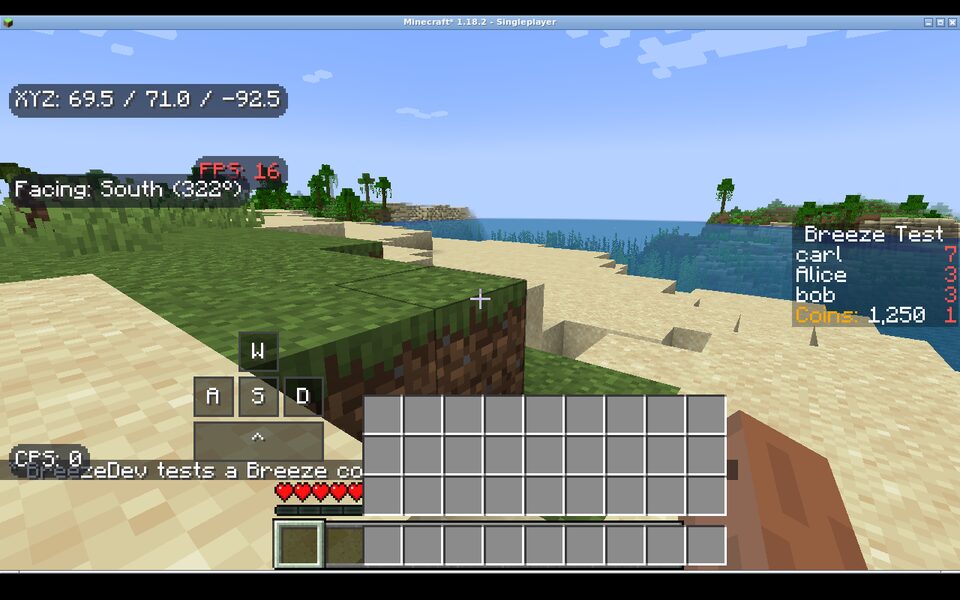 Minecraft* 1.18.2 - Singleplayer
XYZ: 69.5 / 71.0 / -92.5
FPS: 16
Facing: South (322°)
Breeze Test
carl 7
Alice 3
bob 3
Coins: 1,250 1
W
A S D
^
CPS: 0
BreezeDev tests a Breeze co